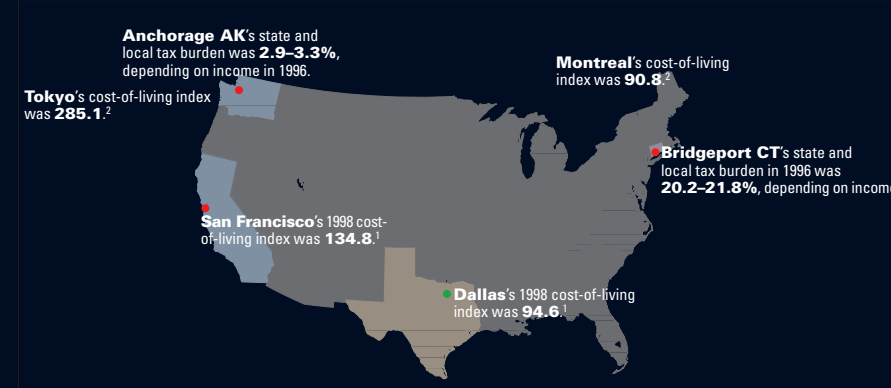 Anchorage AK's state and
local tax burden was 2.9–3.3%,
depending on income in 1996.
Montreal's cost-of-living
index was 90.8.2
Tokyo's cost-of-living index
was 285.1.2
Bridgeport CT's state and
local tax burden in 1996 was
20.2–21.8%, depending on income
San Francisco's 1998 cost-
of-living index was 134.8.1
Dallas's 1998 cost-of-living
index was 94.6.1